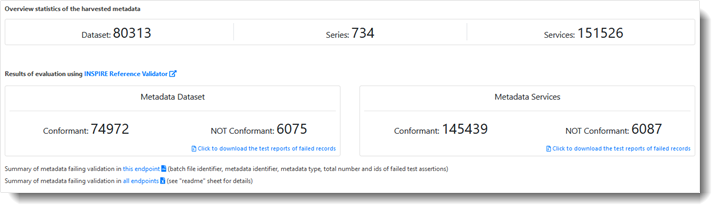 Overview statistics of the harvested metadata
Dataset: 80313 Series: 734 Services: 151526
Results of evaluation using INSPIRE Reference Validator
Metadata Dataset
Conformant: 74972 NOT Conformant: 6075
Click to download the test reports of failed records
Metadata Services
Conformant: 145439 NOT Conformant: 6087
Click to download the test reports of failed records
Summary of metadata failing validation in this endpoint (batch file identifier, metadata identifier, metadata type, total number and ids of failed test assertions)
Summary of metadata failing validation in all endpoints (see "readme" sheet for details)